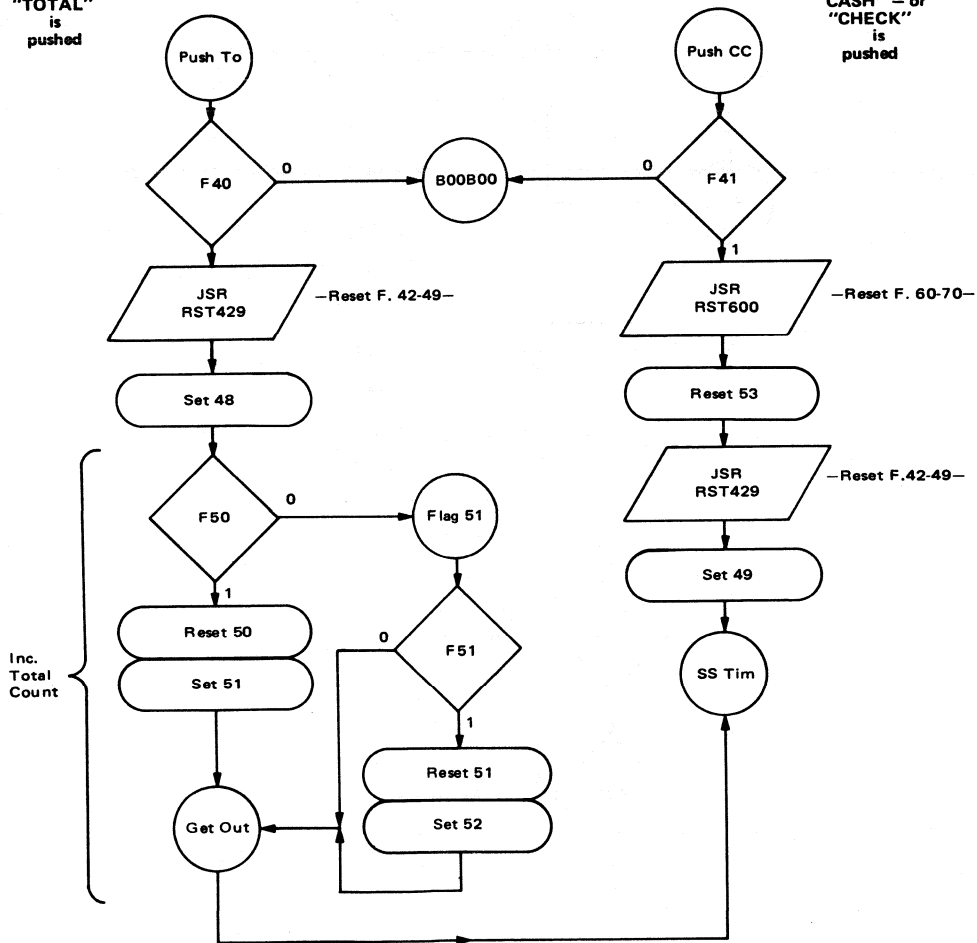 "TOTAL"
is
pushed
CASH" – or
"CHECK"
is
pushed
Push To
Push CC
F40
0
B00B00
0
F41
1
JSR
RST429
–Reset F. 42-49–
JSR
RST600
–Reset F. 60-70–
Set 48
Reset 53
JSR
RST429
–Reset F.42-49–
F50
0
Flag 51
Set 49
1
Reset 50
Set 51
0
F51
1
SS Tim
Inc.
Total
Count
Reset 51
Set 52
Get Out